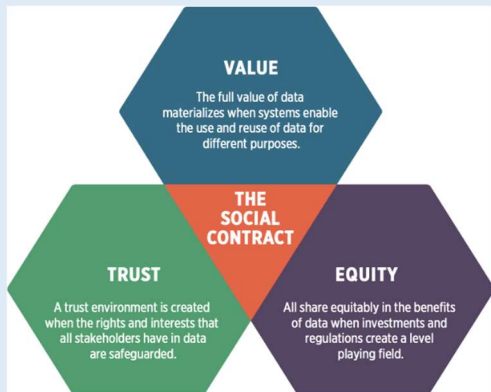 VALUE
The full value of data
materializes when systems enable
the use and reuse of data for
different purposes.
THE
SOCIAL
CONTRACT
TRUST
A trust environment is created
when the rights and interests that
all stakeholders have in data
are safeguarded.
EQUITY
All share equitably in the benefits
of data when investments and
regulations create a level
playing field.